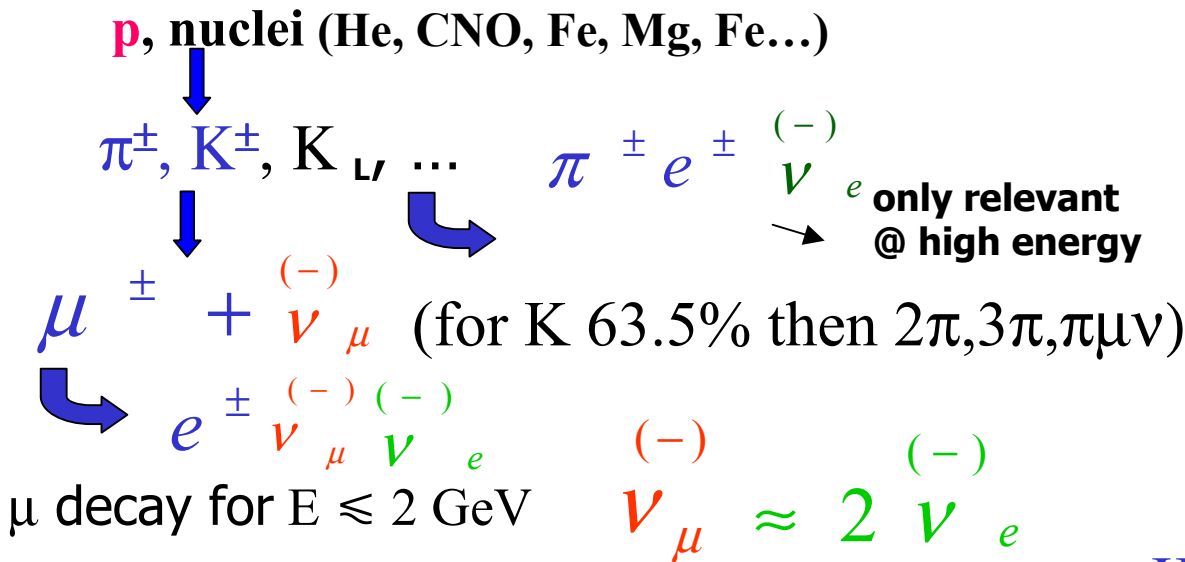 p, nuclei (He, CNO, Fe, Mg, Fe…)
π±, K±, K L, … π ± e ± (−) ν e only relevant
@ high energy
μ ± + (−) ν μ (for K 63.5% then 2π,3π,πμν)
e ± (−) ν μ (−) ν e
μ decay for E ⩽ 2 GeV
(−) ν μ ≈ 2 (−) ν e